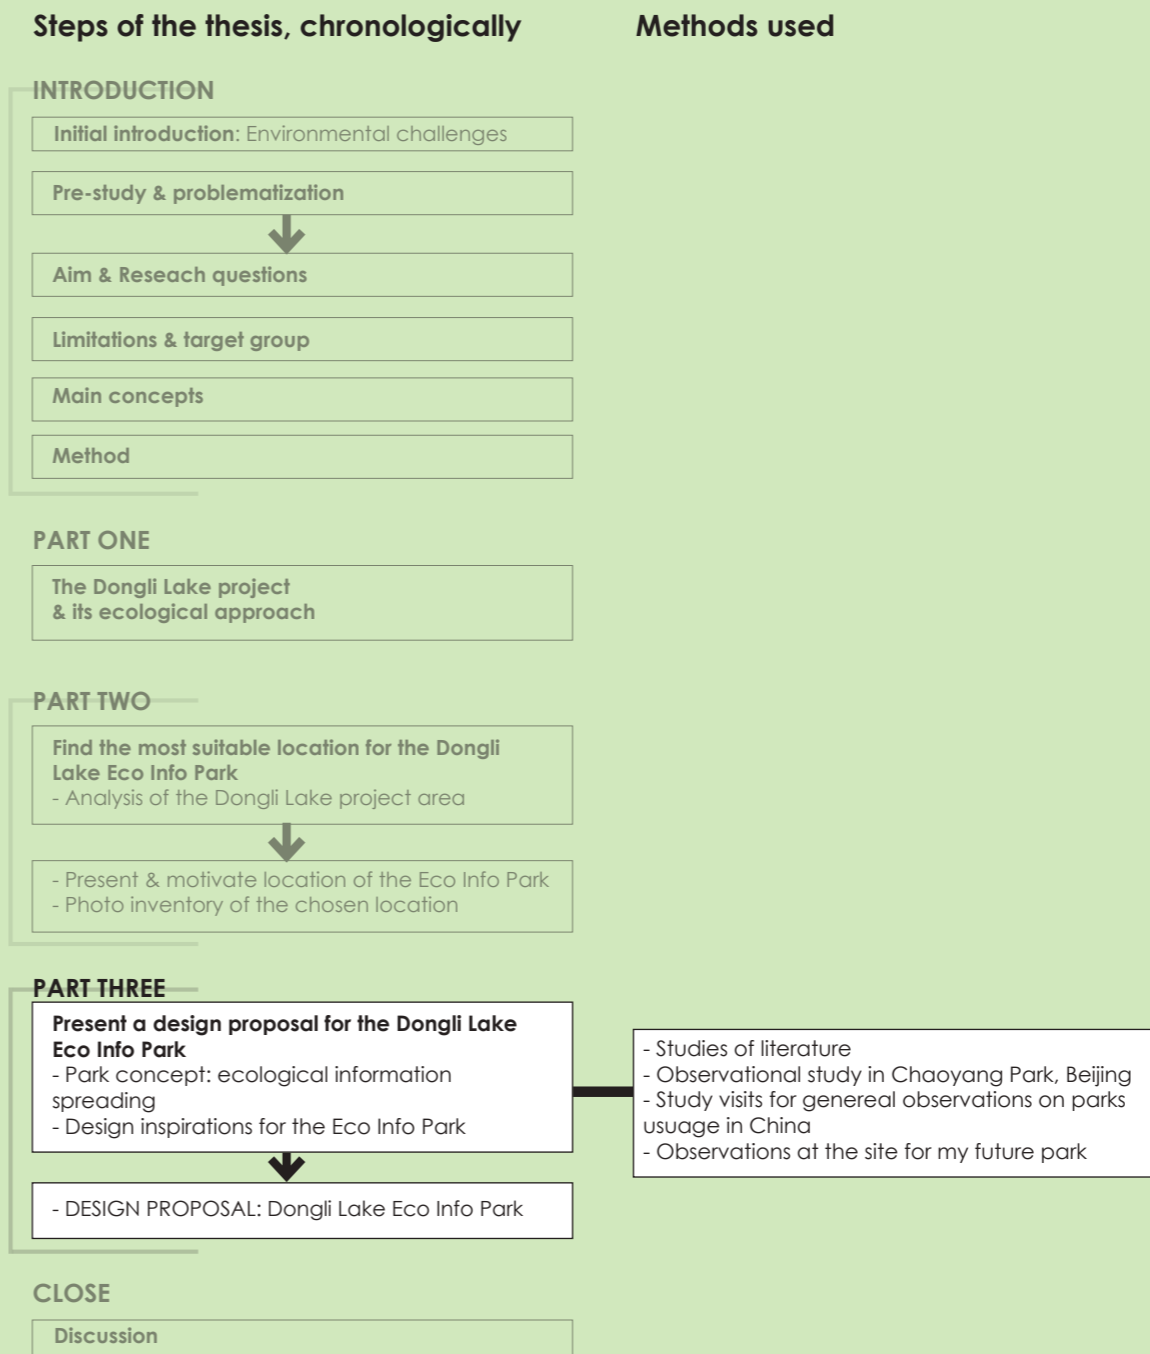 Steps of the thesis, chronologically
Methods used
INTRODUCTION
Initial introduction: Environmental challenges
Pre-study & problematization
Aim & Reseach questions
Limitations & target group
Main concepts
Method
PART ONE
The Dongli Lake project
& its ecological approach
PART TWO
Find the most suitable location for the Dongli
Lake Eco Info Park
- Analysis of the Dongli Lake project area
- Present & motivate location of the Eco Info Park
- Photo inventory of the chosen location
PART THREE
Present a design proposal for the Dongli Lake
Eco Info Park
- Park concept: ecological information
spreading
- Design inspirations for the Eco Info Park
- Studies of literature
- Observational study in Chaoyang Park, Beijing
- Study visits for genereal observations on parks
usuage in China
- Observations at the site for my future park
- DESIGN PROPOSAL: Dongli Lake Eco Info Park
CLOSE
Discussion